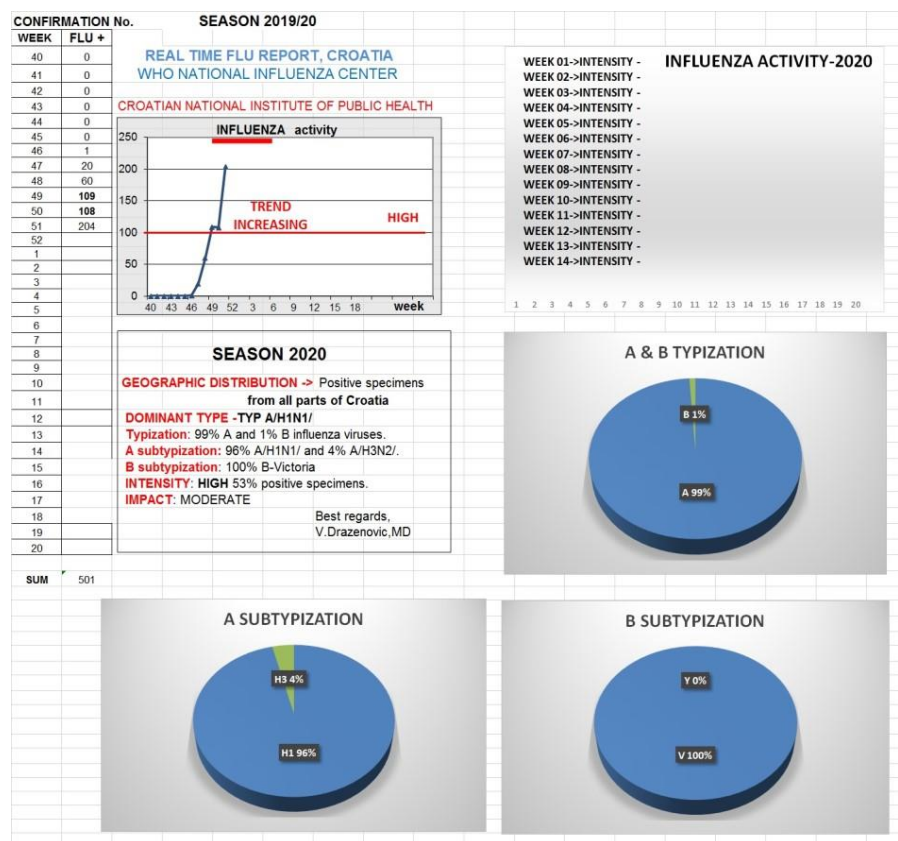 CONFIRMATION No.
SEASON 2019/20
WEEK FLU +
40 0
41 0
42 0
43 0
44 0
45 0
46 1
47 20
48 60
49 109
50 108
51 204
52
1
2
3
4
5
6
7
8
9
10
11
12
13
14
15
16
17
18
19
20
SUM 501
REAL TIME FLU REPORT, CROATIA
WHO NATIONAL INFLUENZA CENTER
CROATIAN NATIONAL INSTITUTE OF PUBLIC HEALTH
INFLUENZA activity
250
200
150
100
50
0
TREND
INCREASING
HIGH
40 43 46 49 52 3 6 9 12 15 18 week
INFLUENZA ACTIVITY-2020
WEEK 01->INTENSITY -
WEEK 02->INTENSITY -
WEEK 03->INTENSITY -
WEEK 04->INTENSITY -
WEEK 05->INTENSITY -
WEEK 06->INTENSITY -
WEEK 07->INTENSITY -
WEEK 08->INTENSITY -
WEEK 09->INTENSITY -
WEEK 10->INTENSITY -
WEEK 11->INTENSITY -
WEEK 12->INTENSITY -
WEEK 13->INTENSITY -
WEEK 14->INTENSITY -
1 2 3 4 5 6 7 8 9 10 11 12 13 14 15 16 17 18 19 20
SEASON 2020
GEOGRAPHIC DISTRIBUTION -> Positive specimens
from all parts of Croatia
DOMINANT TYPE -TYP A/H1N1/
Typization: 99% A and 1% B influenza viruses.
A subtypization: 96% A/H1N1/ and 4% A/H3N2/.
B subtypization: 100% B-Victoria
INTENSITY: HIGH 53% positive specimens.
IMPACT: MODERATE
Best regards,
V.Drazenovic,MD
A & B TYPIZATION
B 1%
A 99%
A SUBTYPIZATION
H3 4%
H1 96%
B SUBTYPIZATION
Y 0%
V 100%